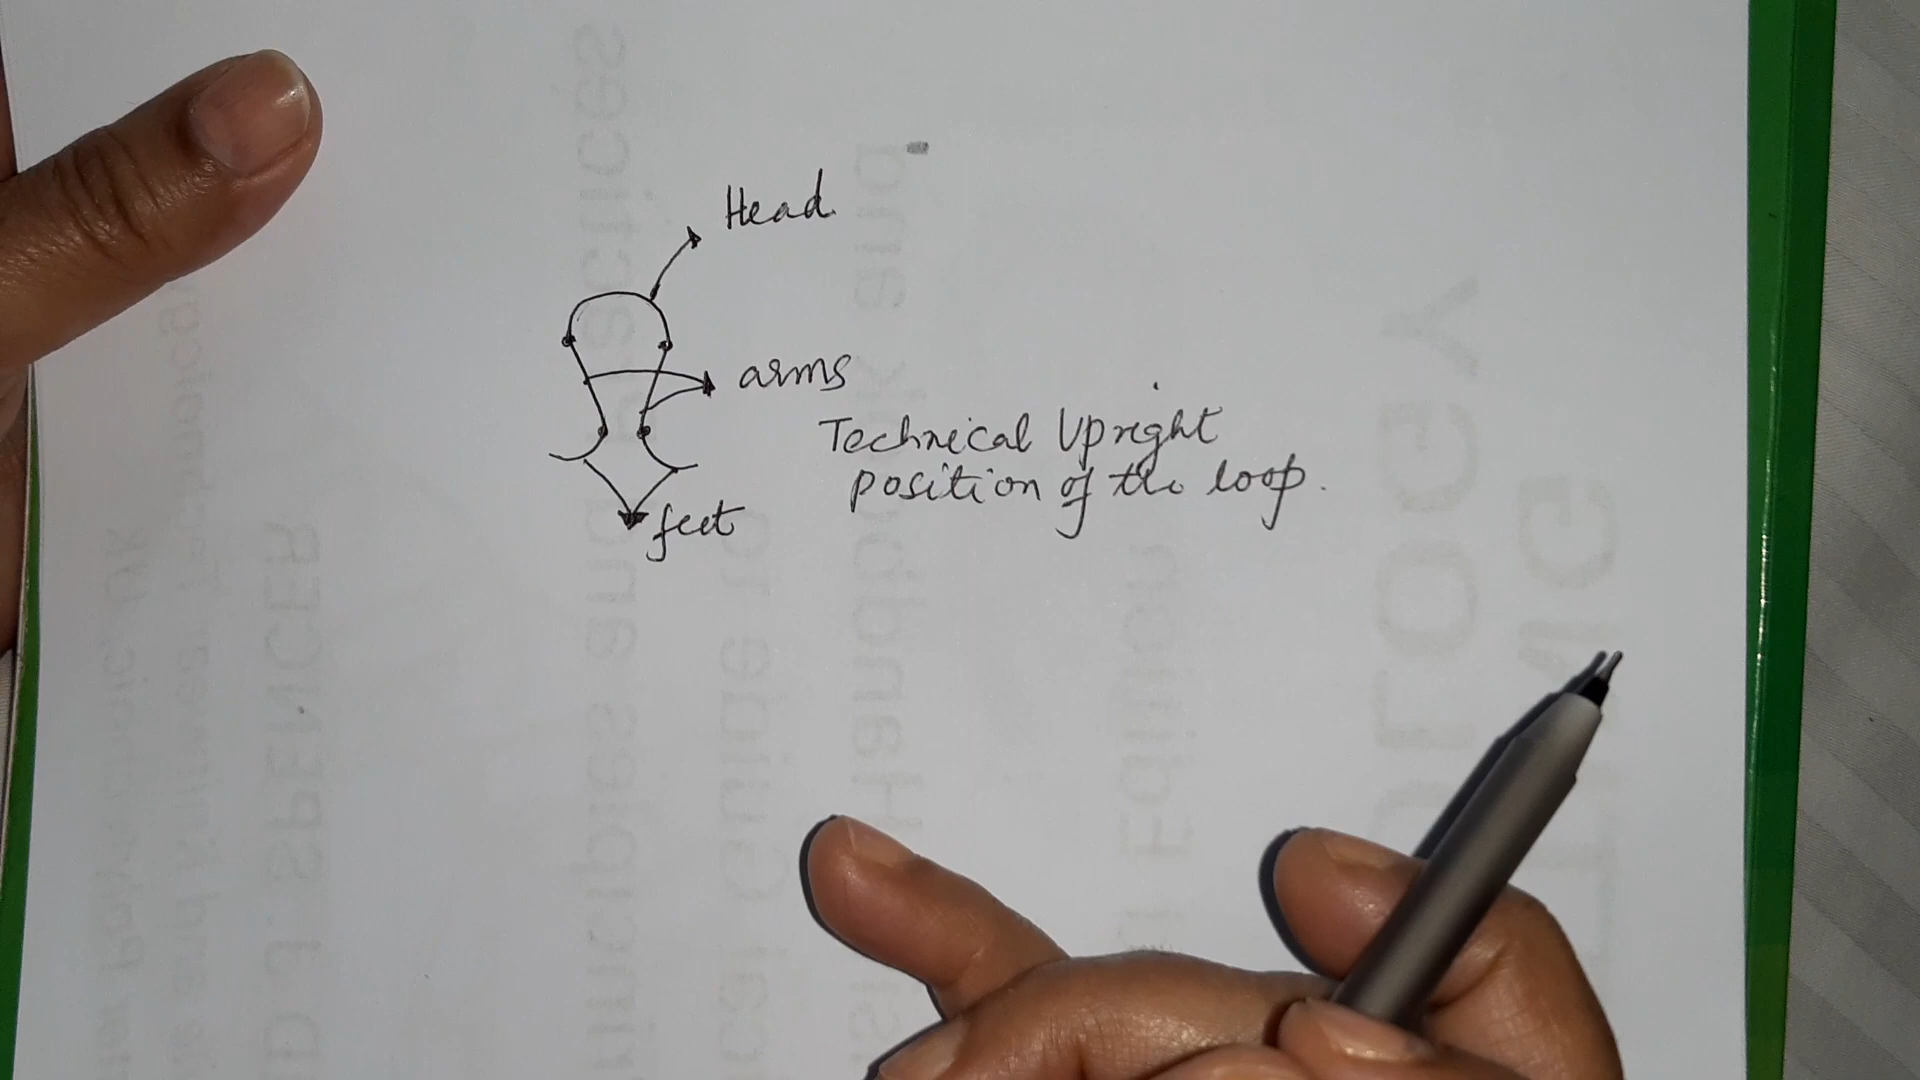 Head.
arms
Technical Upright
position of the loop.
feet